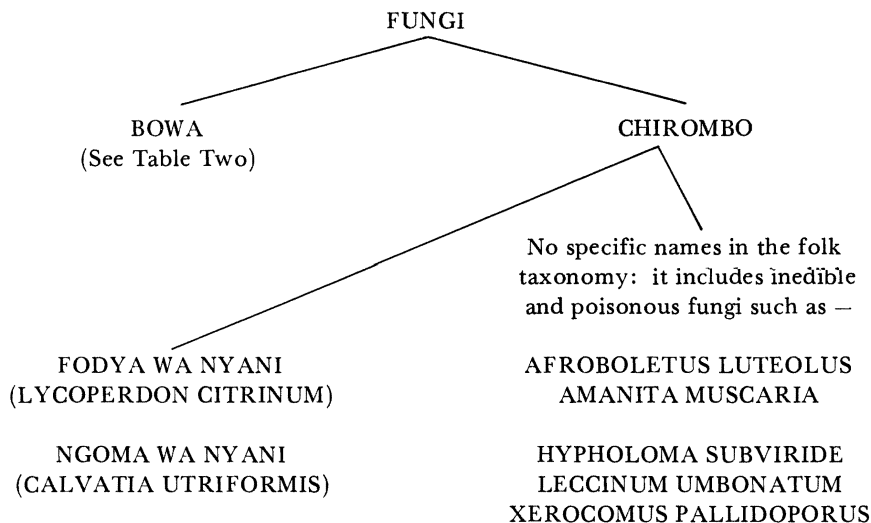 FUNGI
BOWA
(See Table Two)
CHIROMBO
No specific names in the folk
taxonomy: it includes inedible
and poisonous fungi such as —
FODYA WA NYANI
(LYCOPERDON CITRINUM)
NGOMA WA NYANI
(CALVATIA UTRIFORMIS)
AFROBOLETUS LUTEOLUS
AMANITA MUSCARIA
HYPHOLOMA SUBVIRIDE
LECCINUM UMBONATUM
XEROCOMUS PALLIDOPORUS